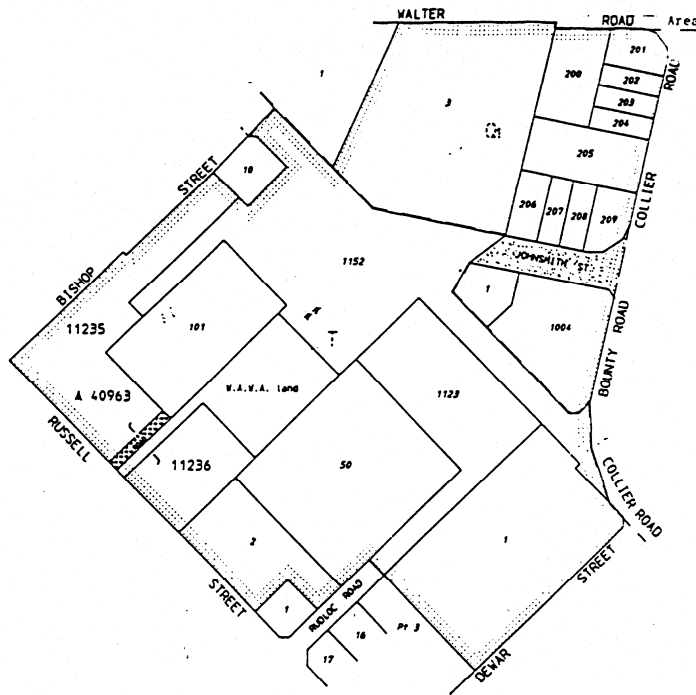 WALTER
ROAD
Area
1
3
200
201
202
203
204
205
206
207
208
209
ROAD
COLLIER
10
STREET
BISHOP
1152
JOHNSMITH ST
1
1004
BOUNTY ROAD
11235
101
A 40963
W.A.W.A. land
1123
RUSSELL
11236
50
COLLIER ROAD
2
1
STREET
STREET
1
RUDLOC ROAD
16
Pt 3
17
DEWAR